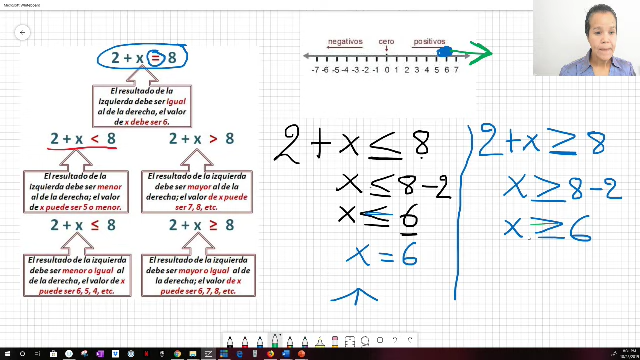 Microsoft Whiteboard
2 + x = 8
El resultado de la
izquierda debe ser igual
al de la derecha, el valor
de x debe ser 6.
2 + x < 8
El resultado de la
izquierda debe ser menor
al de la derecha; el valor
de x puede ser 5 o menor.
2 + x > 8
El resultado de la izquierda
debe ser mayor al de la
derecha; el valor de x puede
ser 7, 8, etc.
2 + x ≤ 8
El resultado de la izquierda
debe ser menor o igual al
de la derecha; el valor de x
puede ser 6, 5, 4, etc.
2 + x ≥ 8
El resultado de la izquierda
debe ser mayor o igual al
de la derecha; el valor de
x puede ser 6, 7, 8, etc.
negativos cero positivos
-7 -6 -5 -4 -3 -2 -1 0 1 2 3 4 5 6 7
2 + x ≤ 8
x ≤ 8 - 2
x ≤ 6
x = 6
2 + x ≥ 8
x ≥ 8 - 2
x ≥ 6